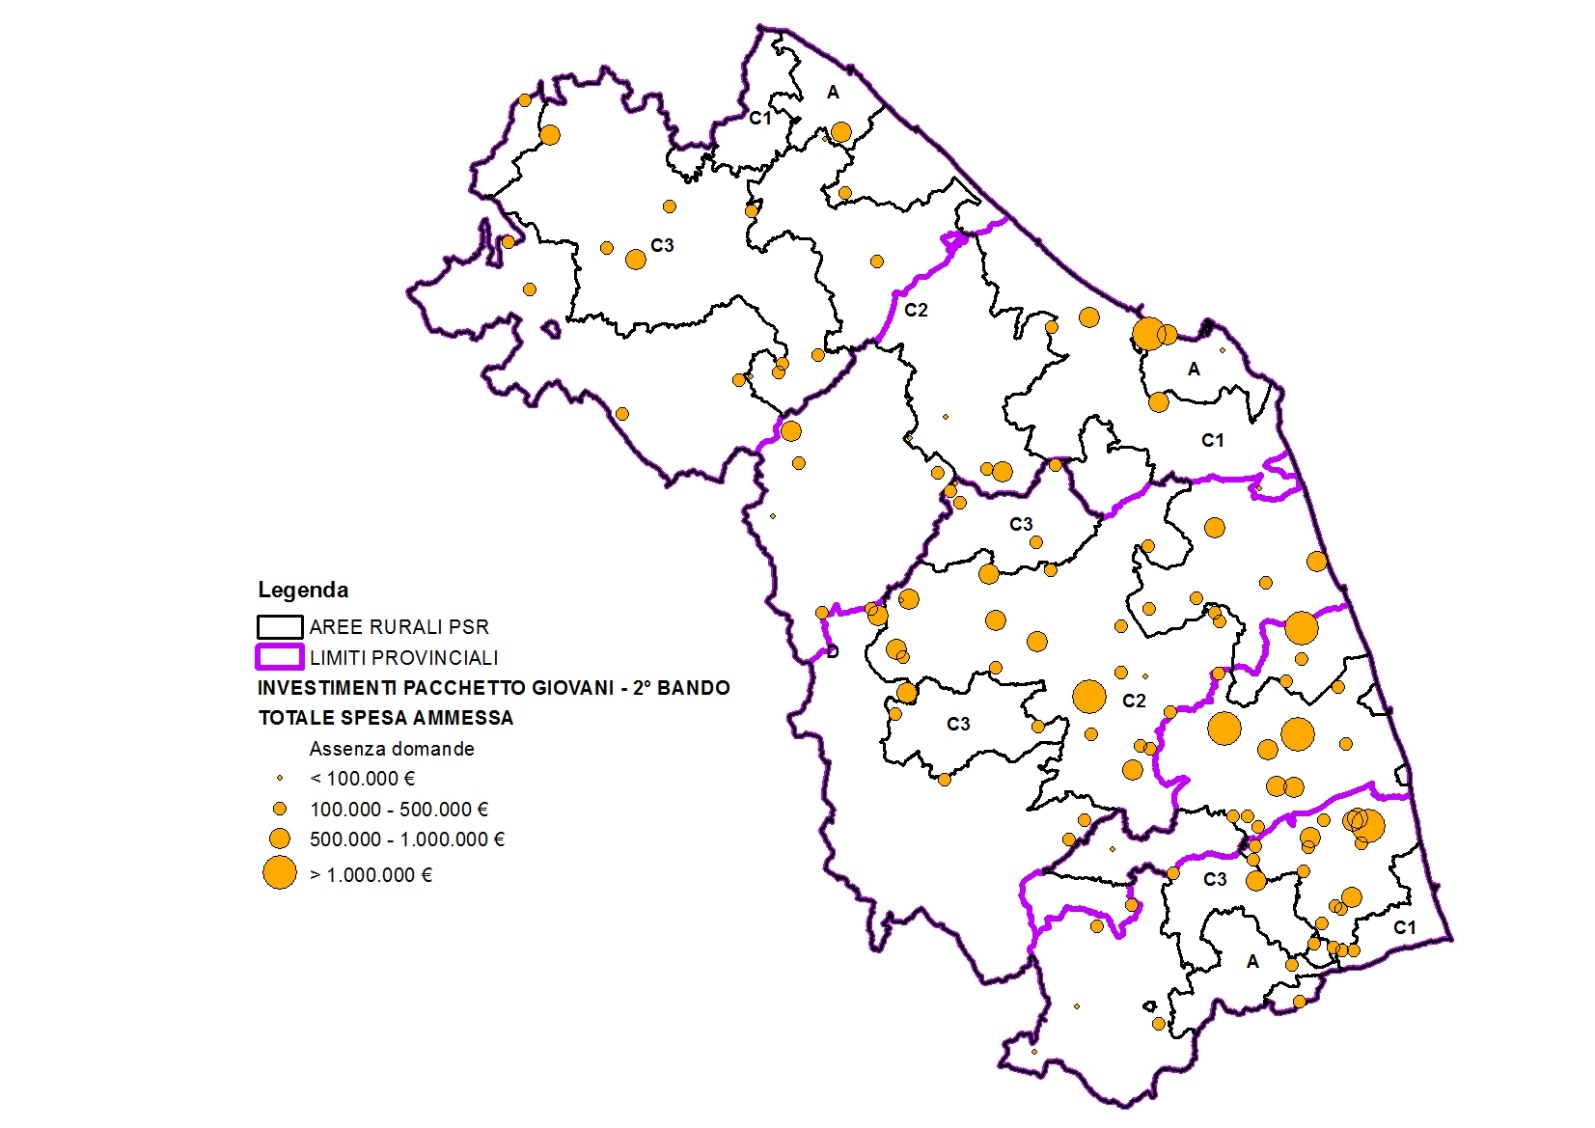 A
C1
C3
C2
A
C1
C3
D
C2
C3
C3
C1
A
Legenda
AREE RURALI PSR
LIMITI PROVINCIALI
INVESTIMENTI PACCHETTO GIOVANI - 2° BANDO
TOTALE SPESA AMMESSA
Assenza domande
< 100.000 €
100.000 - 500.000 €
500.000 - 1.000.000 €
> 1.000.000 €